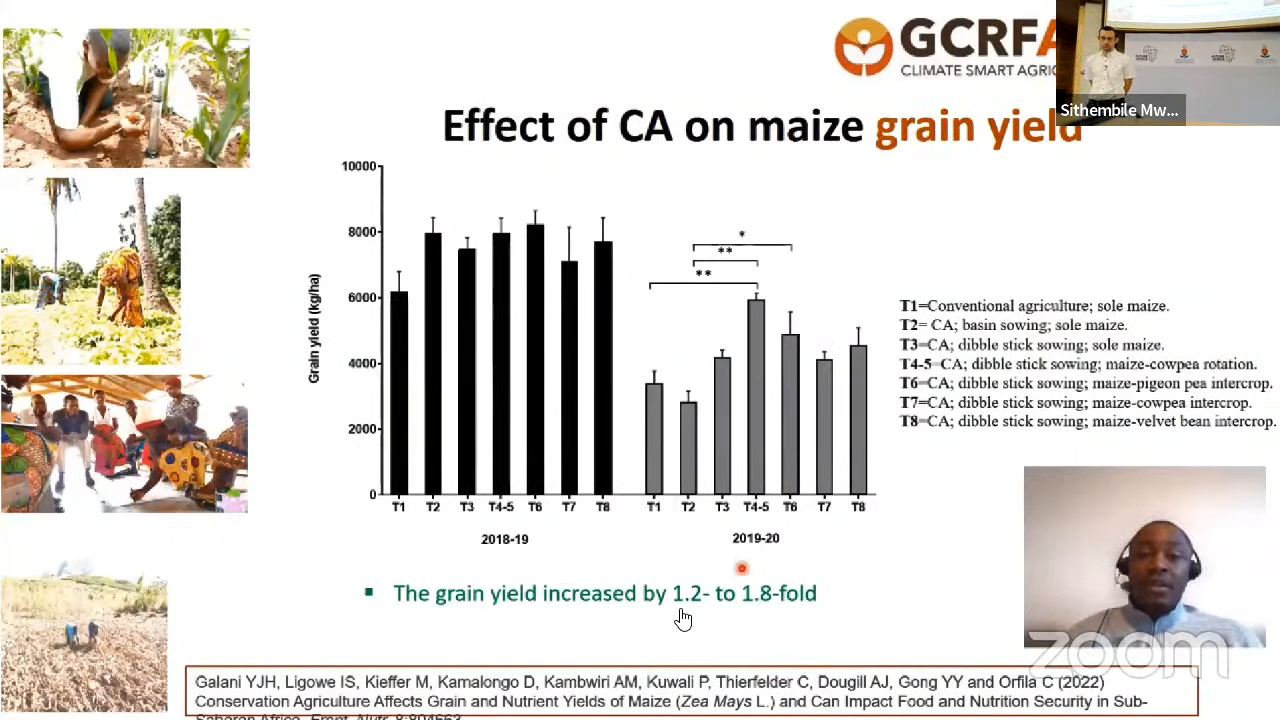 GCRFA
CLIMATE SMART AGRIC
Sithembile Mw...
Effect of CA on maize grain yield
10000
8000
6000
4000
2000
0
Grain yield (kg/ha)
*
**
**
T1 T2 T3 T4-5 T6 T7 T8
T1 T2 T3 T4-5 T6 T7 T8
2018-19
2019-20
T1=Conventional agriculture; sole maize.
T2= CA; basin sowing; sole maize.
T3=CA; dibble stick sowing; sole maize.
T4-5=CA; dibble stick sowing; maize-cowpea rotation.
T6=CA; dibble stick sowing; maize-pigeon pea intercrop.
T7=CA; dibble stick sowing; maize-cowpea intercrop.
T8=CA; dibble stick sowing; maize-velvet bean intercrop.
▪ The grain yield increased by 1.2- to 1.8-fold
zoom
Galani YJH, Ligowe IS, Kieffer M, Kamalongo D, Kambwiri AM, Kuwali P, Thierfelder C, Dougill AJ, Gong YY and Orfila C (2022)
Conservation Agriculture Affects Grain and Nutrient Yields of Maize (Zea Mays L.) and Can Impact Food and Nutrition Security in Sub-
Saharan Africa. Front. Nutr. 8:804663